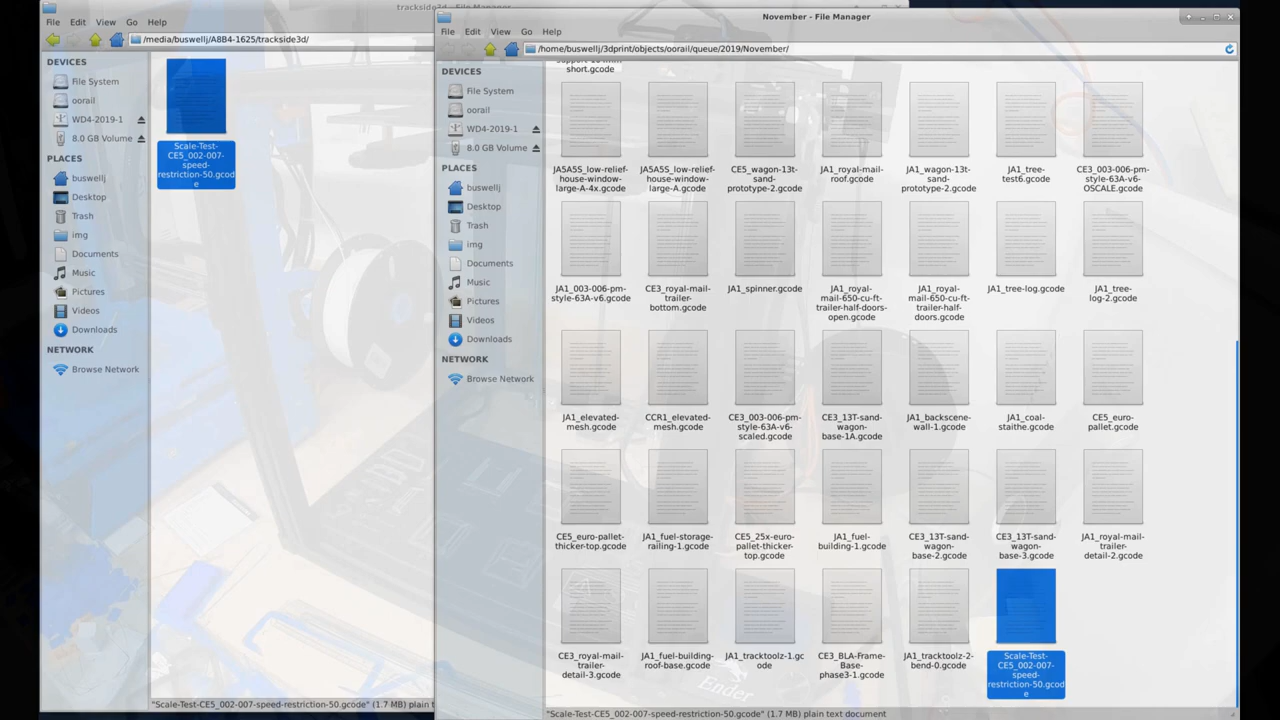 trackside3d - File Manager
File Edit View Go Help
/media/buswellj/A8B4-1625/trackside3d/
DEVICES
File System
oorail
WD4-2019-1
8.0 GB Volume
PLACES
buswellj
Desktop
Trash
img
Documents
Music
Pictures
Videos
Downloads
NETWORK
Browse Network
Scale-Test-
CE5_002-007-
speed-
restriction-50.gcod
e
"Scale-Test-CE5_002-007-speed-restriction-50.gcode" (1.7 MB) plain text
November - File Manager
File Edit View Go Help
/home/buswellj/3dprint/objects/oorail/queue/2019/November/
DEVICES
File System
oorail
WD4-2019-1
8.0 GB Volume
PLACES
buswellj
Desktop
Trash
img
Documents
Music
Pictures
Videos
Downloads
NETWORK
Browse Network
short.gcode
JA5A5S_low-relief-
house-window-
large-A-4x.gcode
JA5A5S_low-relief-
house-window-
large-A.gcode
CE5_wagon-13t-
sand-
prototype-2.gcode
JA1_royal-mail-
roof.gcode
JA1_wagon-13t-
sand-
prototype-2.gcode
JA1_tree-
test6.gcode
CE3_003-006-pm-
style-63A-v6-
OSCALE.gcode
JA1_003-006-pm-
style-63A-v6.gcode
CE3_royal-mail-
trailer-
bottom.gcode
JA1_spinner.gcode
JA1_royal-
mail-650-cu-ft-
trailer-half-doors-
open.gcode
JA1_royal-
mail-650-cu-ft-
trailer-half-
doors.gcode
JA1_tree-log.gcode
JA1_tree-
log-2.gcode
JA1_elevated-
mesh.gcode
CCR1_elevated-
mesh.gcode
CE3_003-006-pm-
style-63A-v6-
scaled.gcode
CE3_13T-sand-
wagon-
base-1A.gcode
JA1_backscene-
wall-1.gcode
JA1_coal-
staithe.gcode
CE5_euro-
pallet.gcode
CE5_euro-pallet-
thicker-top.gcode
JA1_fuel-storage-
railing-1.gcode
CE5_25x-euro-
pallet-thicker-
top.gcode
JA1_fuel-
building-1.gcode
CE3_13T-sand-
wagon-
base-2.gcode
CE3_13T-sand-
wagon-
base-3.gcode
JA1_royal-mail-
trailer-
detail-2.gcode
CE3_royal-mail-
trailer-
detail-3.gcode
JA1_fuel-building-
roof-base.gcode
JA1_tracktoolz-1.gc
ode
CE3_BLA-Frame-
Base-
phase3-1.gcode
JA1_tracktoolz-2-
bend-0.gcode
Scale-Test-
CE5_002-007-
speed-
restriction-50.gcod
e
Ender
"Scale-Test-CE5_002-007-speed-restriction-50.gcode" (1.7 MB) plain text document